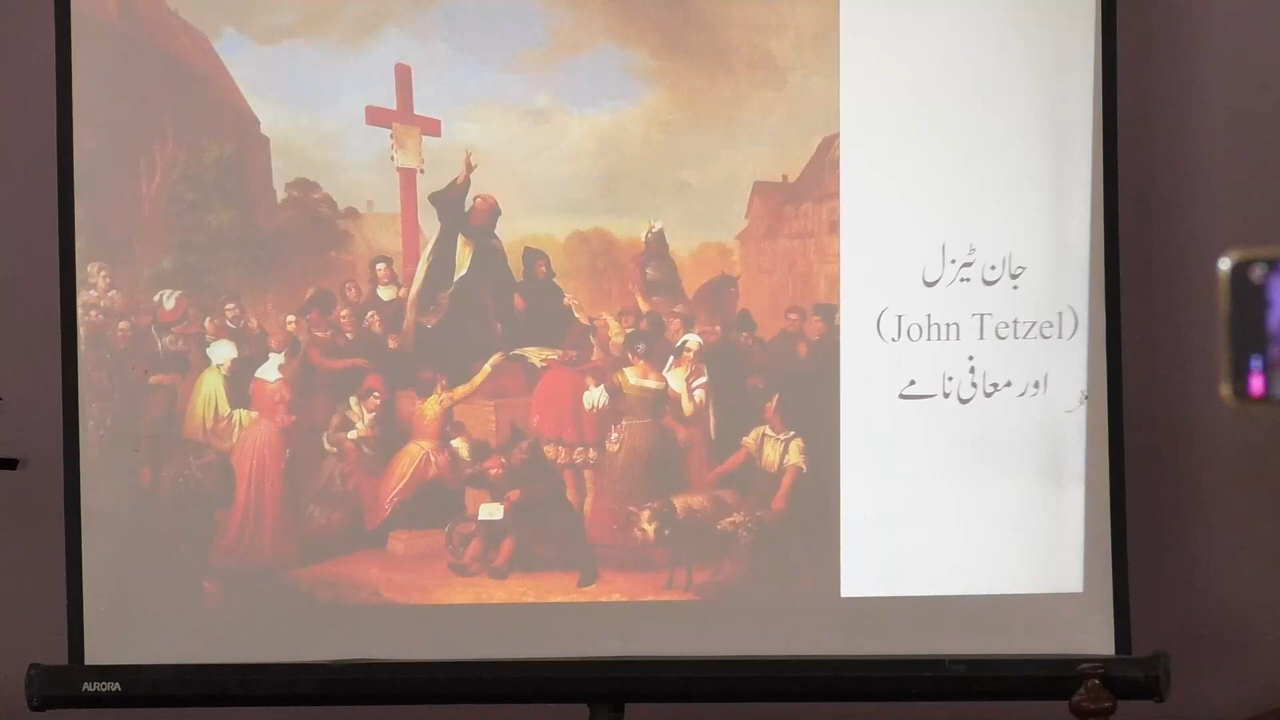 جان ٹیزل
(John Tetzel)
اور معافی نامے
AURORA